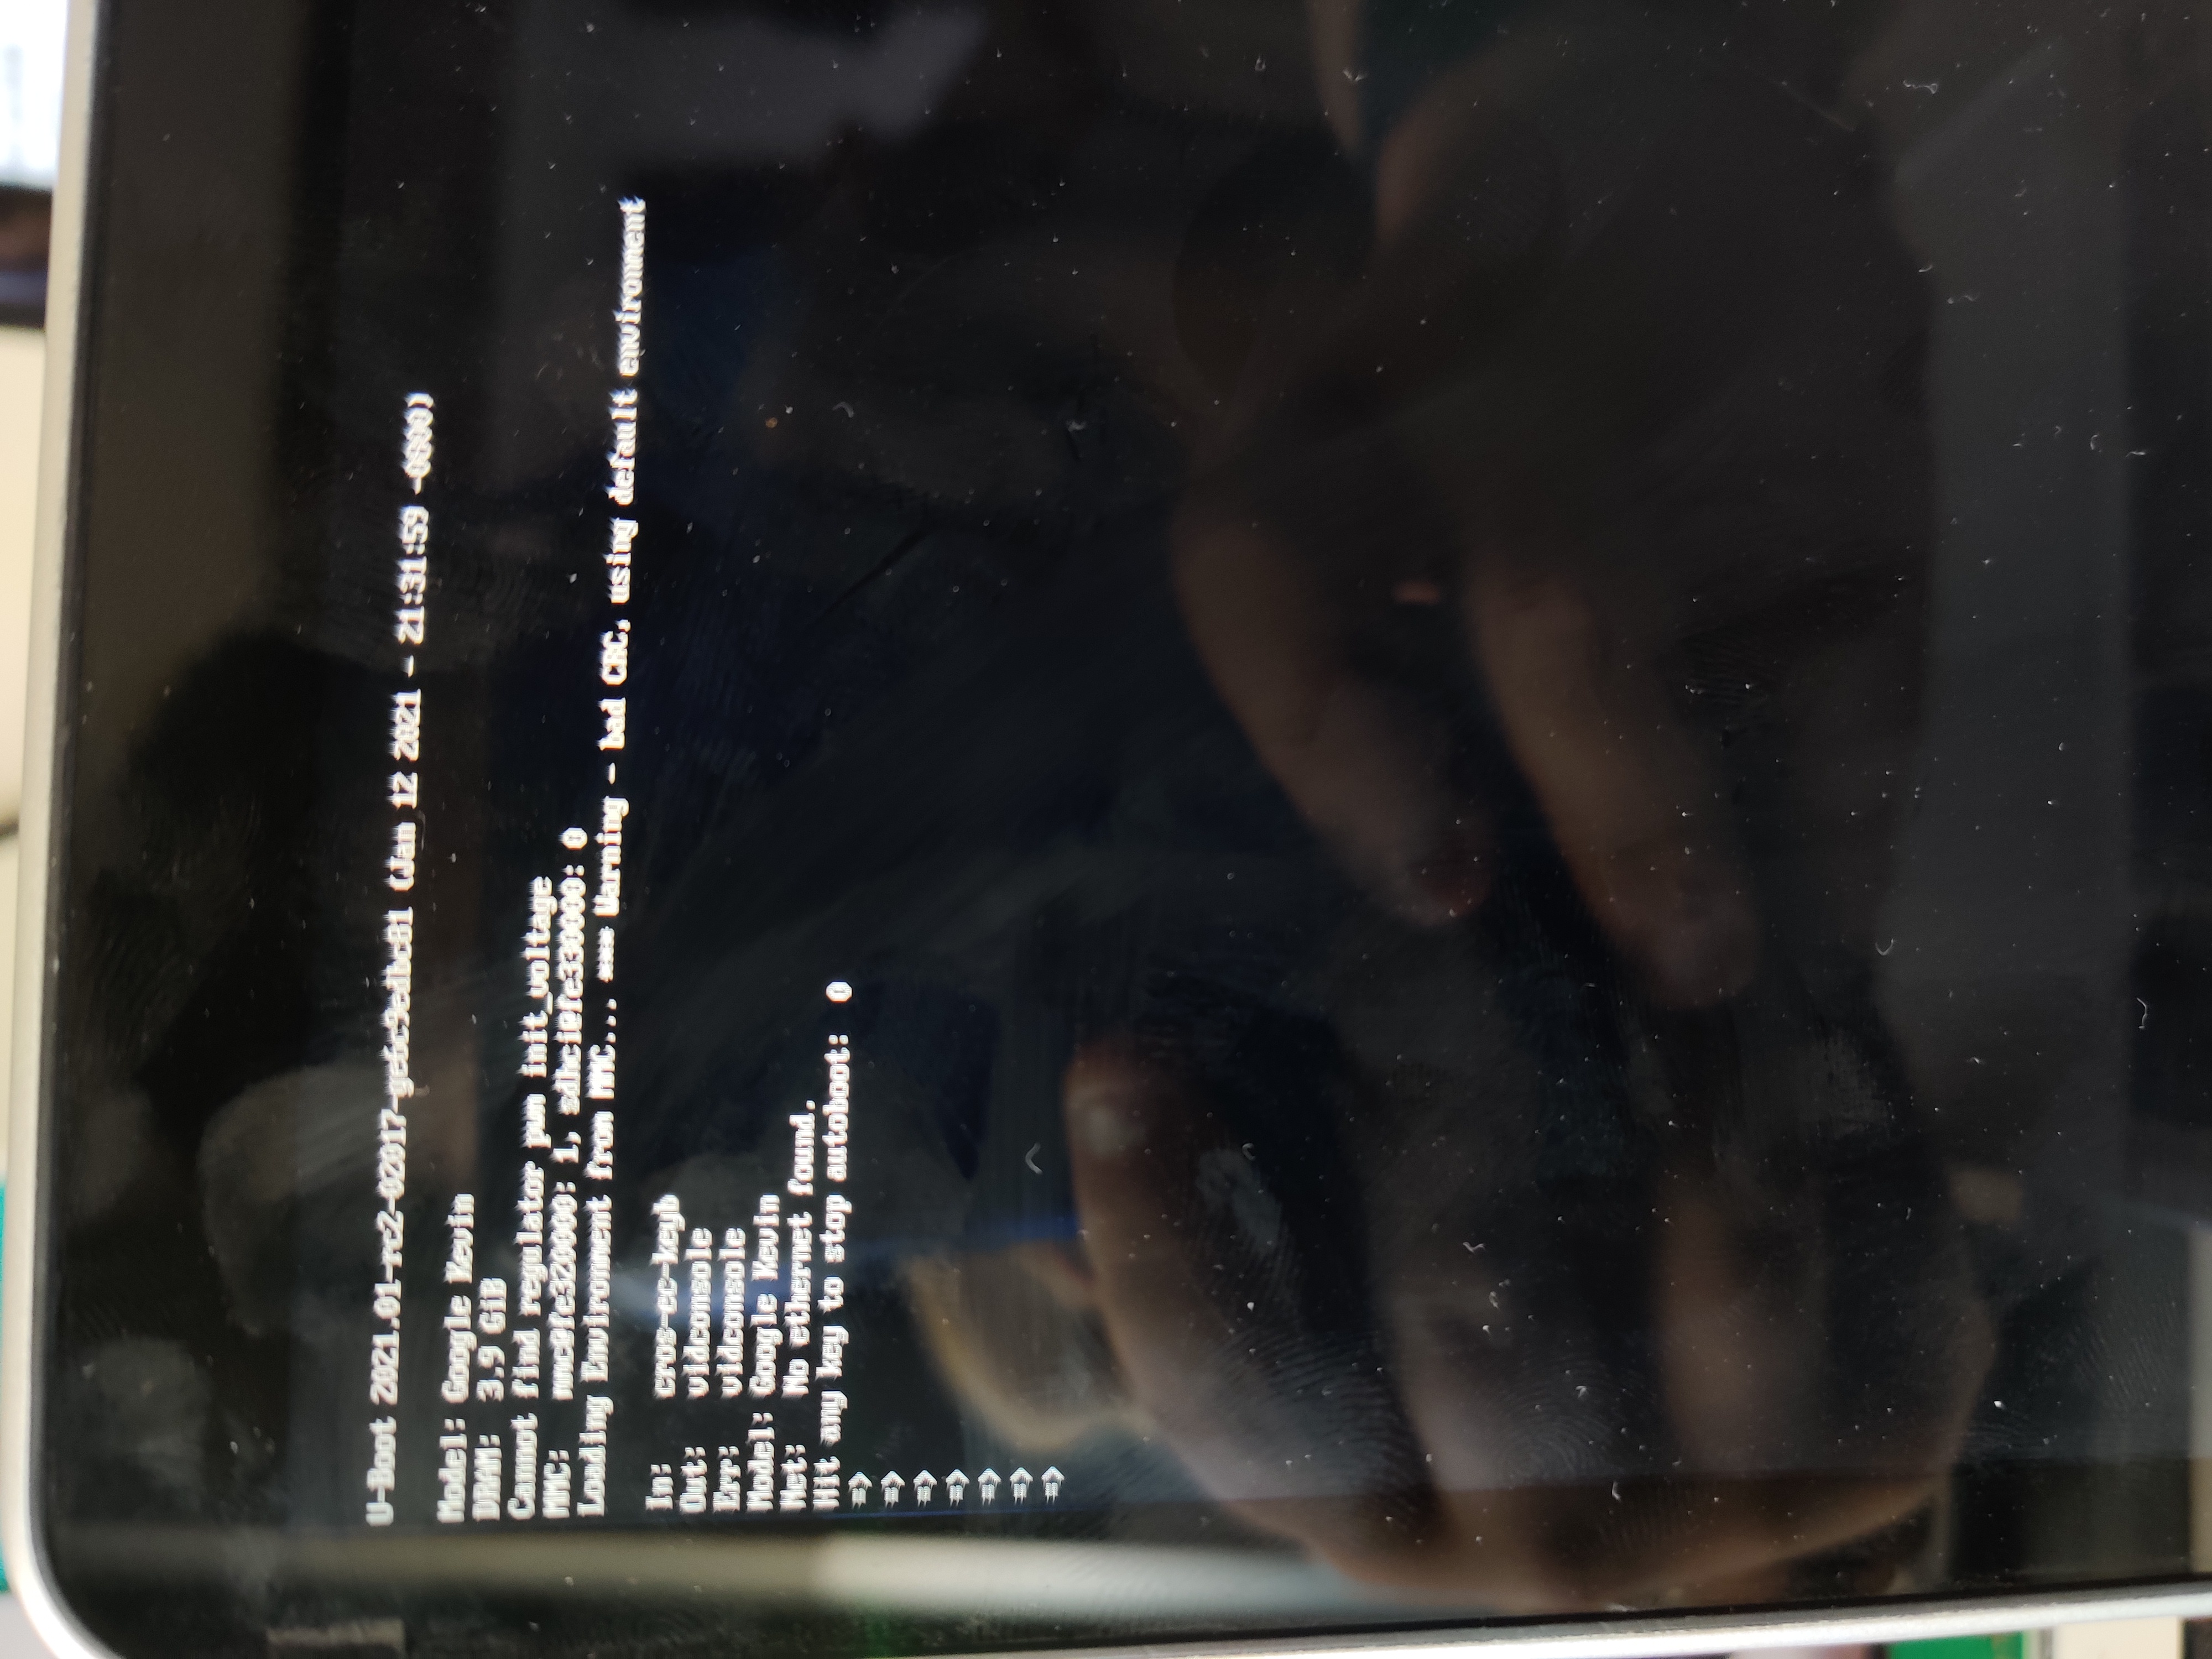 U-Boot 2021.01-rc2-02017-ge6c9edbc81 (Jan 12 2021 - 21:31:59 -0800)
Model: Google Kevin
DRAM:  3.9 GiB
Cannot find regulator pwm init_voltage
MMC:   mmc@fe320000: 1, sdhci@fe330000: 0
Loading Environment from MMC... *** Warning - bad CRC, using default environment
In:    cros-ec-keyb
Out:   vidconsole
Err:   vidconsole
Model: Google Kevin
Net:   No ethernet found.
Hit any key to stop autoboot:  0
=>
=>
=>
=>
=>
=>
=>